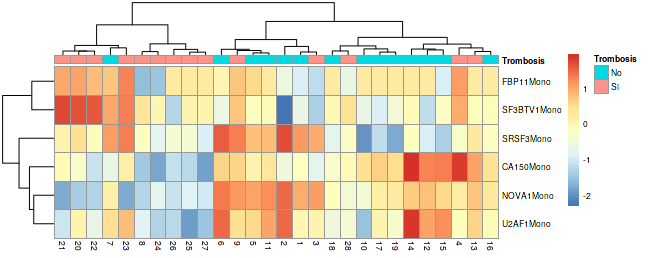 Trombosis
Trombosis
No
SI
FBP11Mono
SF3BTV1Mono
SRSF3Mono
CA150Mono
NOVA1Mono
U2AF1Mono
1
0
-1
-2
21 20 22 7 23 8 24 26 25 27 6 9 5 11 2 1 3 18 28 10 17 19 14 12 15 4 13 16